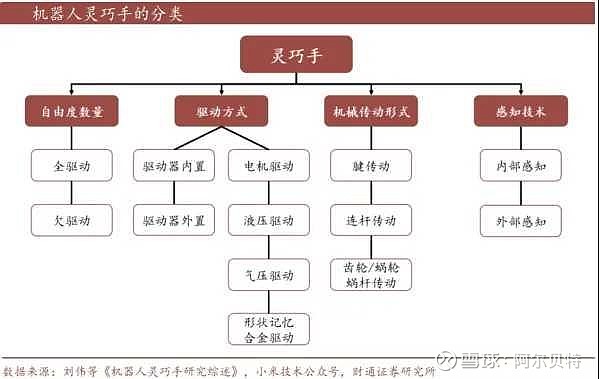 机器人灵巧手的分类
灵巧手
自由度数量
驱动方式
机械传动形式
感知技术
全驱动
驱动器内置
电机驱动
腱传动
内部感知
欠驱动
驱动器外置
液压驱动
连杆传动
外部感知
气压驱动
齿轮/蜗轮
蜗杆传动
形状记忆
合金驱动
数据来源：刘伟等《机器人灵巧手研究综述》，小米技术公众号，财通证券研究所
雪球：阿尔贝特